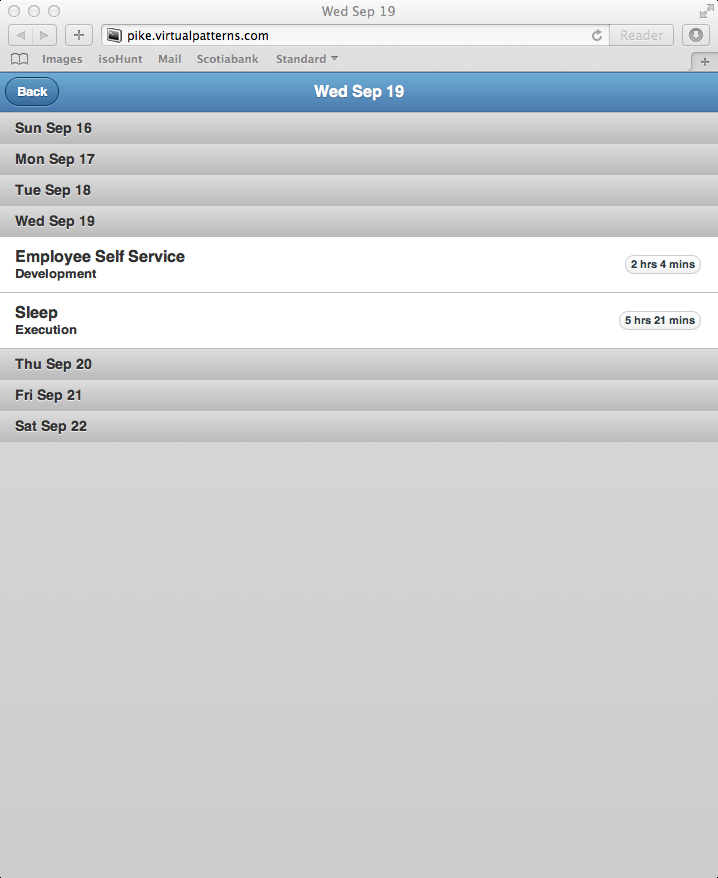 Wed Sep 19
pike.virtualpatterns.com
Reader
Images isoHunt Mail Scotiabank Standard
Back
Wed Sep 19
Sun Sep 16
Mon Sep 17
Tue Sep 18
Wed Sep 19
Employee Self Service
Development
2 hrs 4 mins
Sleep
Execution
5 hrs 21 mins
Thu Sep 20
Fri Sep 21
Sat Sep 22